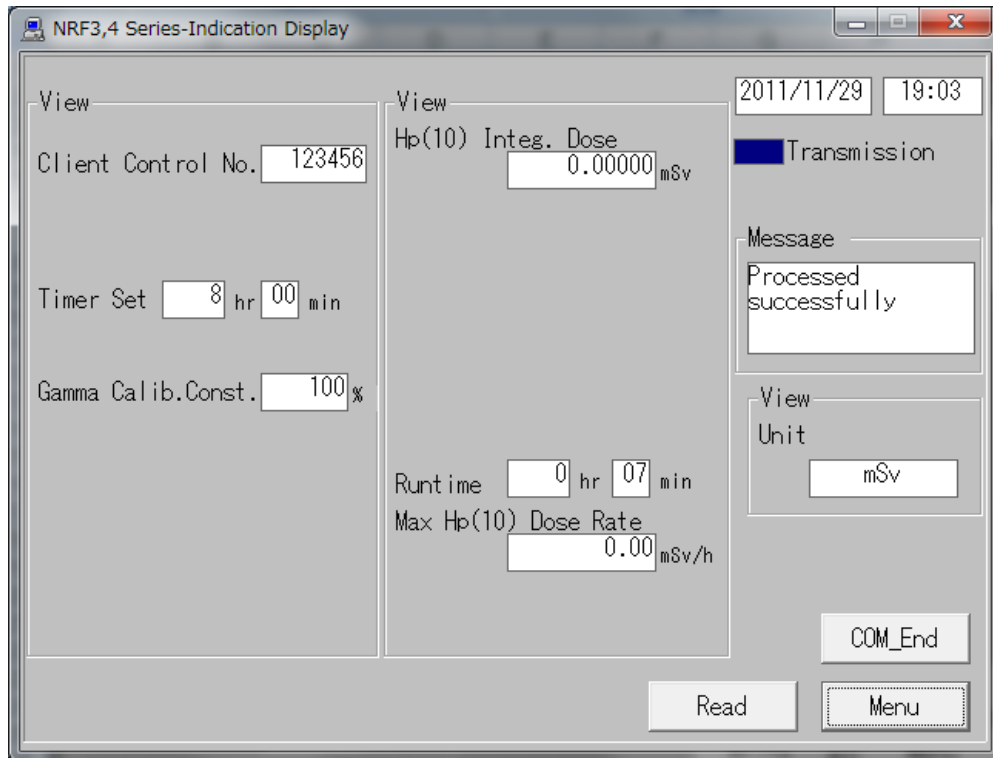 NRF3,4 Series-Indication Display
View
Client Control No. 123456
Timer Set 8 hr 00 min
Gamma Calib.Const. 100 %
View
Hp(10) Integ. Dose
0.00000 mSv
Runtime 0 hr 07 min
Max Hp(10) Dose Rate
0.00 mSv/h
2011/11/29 19:03
Transmission
Message
Processed
successfully
View
Unit
mSv
COM_End
Read Menu